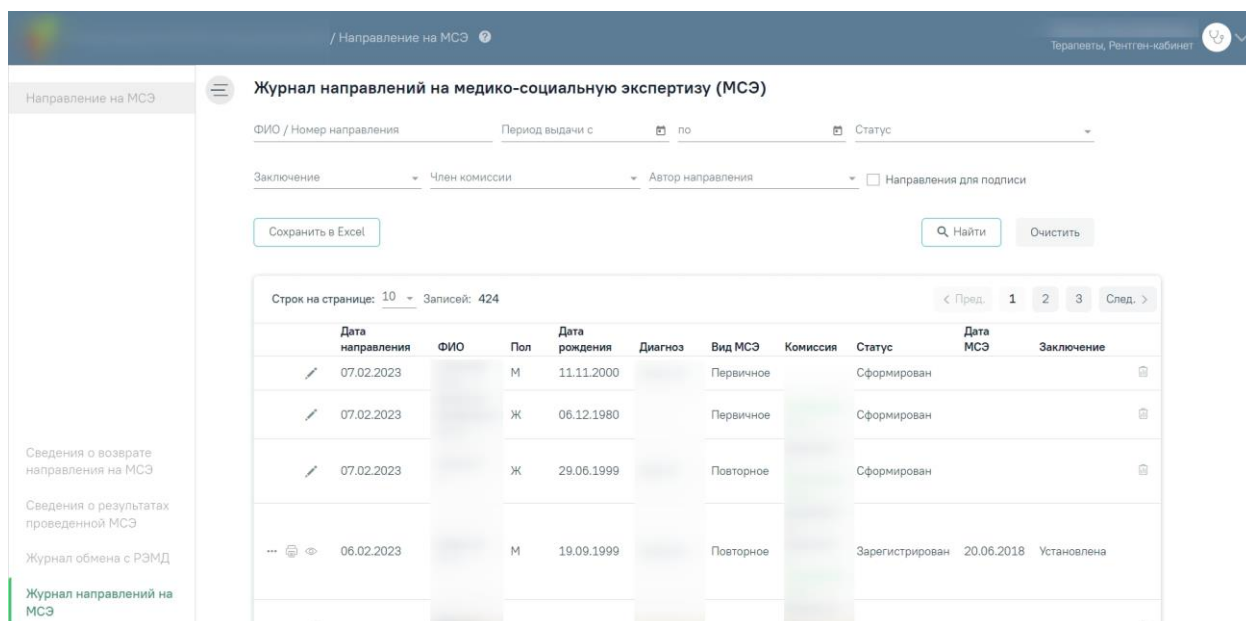 / Направление на МСЭ ?
Терапевты, Рентген-кабинет
Направление на МСЭ
Журнал направлений на медико-социальную экспертизу (МСЭ)
ФИО / Номер направления Период выдачи с по Статус
Заключение Член комиссии Автор направления Направления для подписи
Сохранить в Excel Найти Очистить
Строк на странице: 10 Записей: 424 < Пред. 1 2 3 След. >
Дата направления ФИО Пол Дата рождения Диагноз Вид МСЭ Комиссия Статус Дата МСЭ Заключение
07.02.2023 М 11.11.2000 Первичное Сформирован
07.02.2023 Ж 06.12.1980 Первичное Сформирован
07.02.2023 Ж 29.06.1999 Повторное Сформирован
06.02.2023 М 19.09.1999 Повторное Зарегистрирован 20.06.2018 Установлена
Сведения о возврате
направления на МСЭ
Сведения о результатах
проведенной МСЭ
Журнал обмена с РЭМД
Журнал направлений на
МСЭ